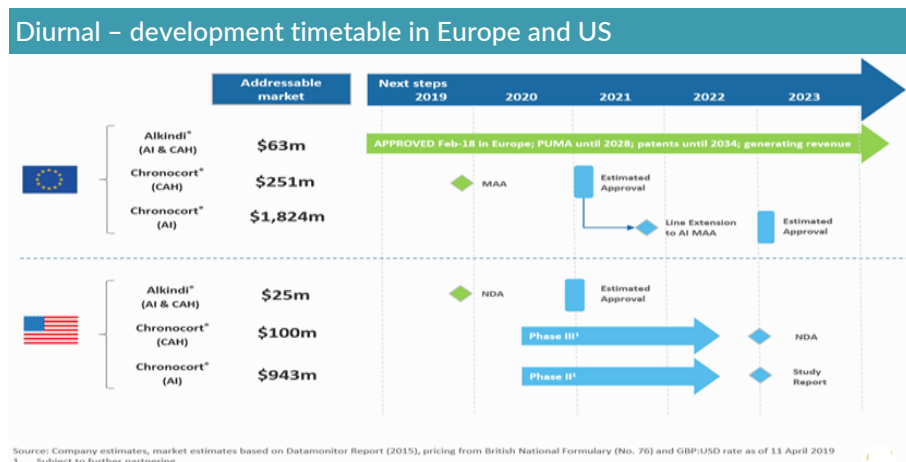 Diurnal – development timetable in Europe and US
Addressable
market
Next steps
2019 2020 2021 2022 2023
Alkindi®
(AI & CAH)
$63m
APPROVED Feb-18 in Europe; PUMA until 2028; patents until 2034; generating revenue
Chronocort®
(CAH)
$251m
MAA
Estimated
Approval
Chronocort®
(AI)
$1,824m
Line Extension
to AI MAA
Estimated
Approval
Alkindi®
(AI & CAH)
$25m
NDA
Estimated
Approval
Chronocort®
(CAH)
$100m
Phase III¹
NDA
Chronocort®
(AI)
$943m
Phase II¹
Study
Report
Source: Company estimates, market estimates based on Datamonitor Report (2015), pricing from British National Formulary (No. 76) and GBP:USD rate as of 11 April 2019
1. Subject to further partnering